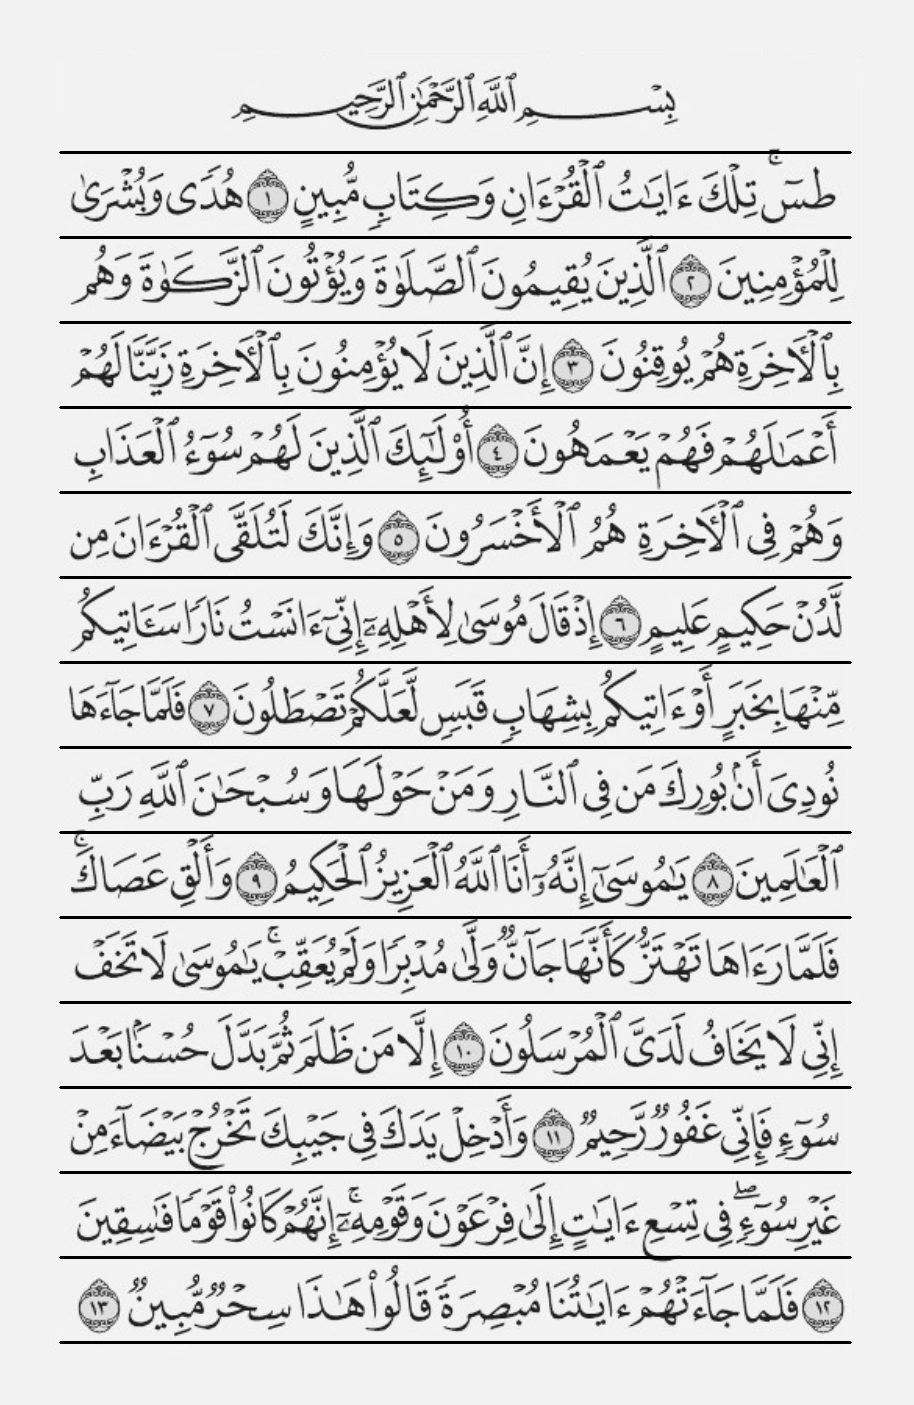 بِسْمِ ٱللَّهِ ٱلرَّحْمَٰنِ ٱلرَّحِيمِ
طسٓۚ تِلْكَ ءَايَٰتُ ٱلْقُرْءَانِ وَكِتَابٖ مُّبِينٍ ١ هُدٗى وَبُشْرَىٰ
لِلْمُؤْمِنِينَ ٢ ٱلَّذِينَ يُقِيمُونَ ٱلصَّلَوٰةَ وَيُؤْتُونَ ٱلزَّكَوٰةَ وَهُم
بِٱلْأٓخِرَةِ هُمْ يُوقِنُونَ ٣ إِنَّ ٱلَّذِينَ لَا يُؤْمِنُونَ بِٱلْأٓخِرَةِ زَيَّنَّا لَهُمْ
أَعْمَٰلَهُمْ فَهُمْ يَعْمَهُونَ ٤ أُوْلَٰٓئِكَ ٱلَّذِينَ لَهُمْ سُوٓءُ ٱلْعَذَابِ
وَهُمْ فِي ٱلْأٓخِرَةِ هُمُ ٱلْأَخْسَرُونَ ٥ وَإِنَّكَ لَتُلَقَّى ٱلْقُرْءَانَ مِن
لَّدُنْ حَكِيمٍ عَلِيمٍ ٦ إِذْ قَالَ مُوسَىٰ لِأَهْلِهِۦٓ إِنِّيٓ ءَانَسْتُ نَارٗا سَـَٔاتِيكُم
مِّنْهَا بِخَبَرٍ أَوْ ءَاتِيكُم بِشِهَابٖ قَبَسٖ لَّعَلَّكُمْ تَصْطَلُونَ ٧ فَلَمَّا جَآءَهَا
نُودِيَ أَنۢ بُورِكَ مَن فِي ٱلنَّارِ وَمَنْ حَوْلَهَا وَسُبْحَٰنَ ٱللَّهِ رَبِّ
ٱلْعَٰلَمِينَ ٨ يَٰمُوسَىٰٓ إِنَّهُۥٓ أَنَا ٱللَّهُ ٱلْعَزِيزُ ٱلْحَكِيمُ ٩ وَأَلْقِ عَصَاكَۚ
فَلَمَّا رَءَاهَا تَهْتَزُّ كَأَنَّهَا جَآنّٞ وَلَّىٰ مُدْبِرٗا وَلَمْ يُعَقِّبْۚ يَٰمُوسَىٰ لَا تَخَفْ
إِنِّي لَا يَخَافُ لَدَيَّ ٱلْمُرْسَلُونَ ١٠ إِلَّا مَن ظَلَمَ ثُمَّ بَدَّلَ حُسْنَۢا بَعْدَ
سُوٓءٖ فَإِنِّي غَفُورٞ رَّحِيمٞ ١١ وَأَدْخِلْ يَدَكَ فِي جَيْبِكَ تَخْرُجْ بَيْضَآءَ مِنْ
غَيْرِ سُوٓءٖۖ فِي تِسْعِ ءَايَٰتٍ إِلَىٰ فِرْعَوْنَ وَقَوْمِهِۦٓۚ إِنَّهُمْ كَانُواْ قَوْمٗا فَٰسِقِينَ
١٢ فَلَمَّا جَآءَتْهُمْ ءَايَٰتُنَا مُبْصِرَةٗ قَالُواْ هَٰذَا سِحْرٞ مُّبِينٞ ١٣